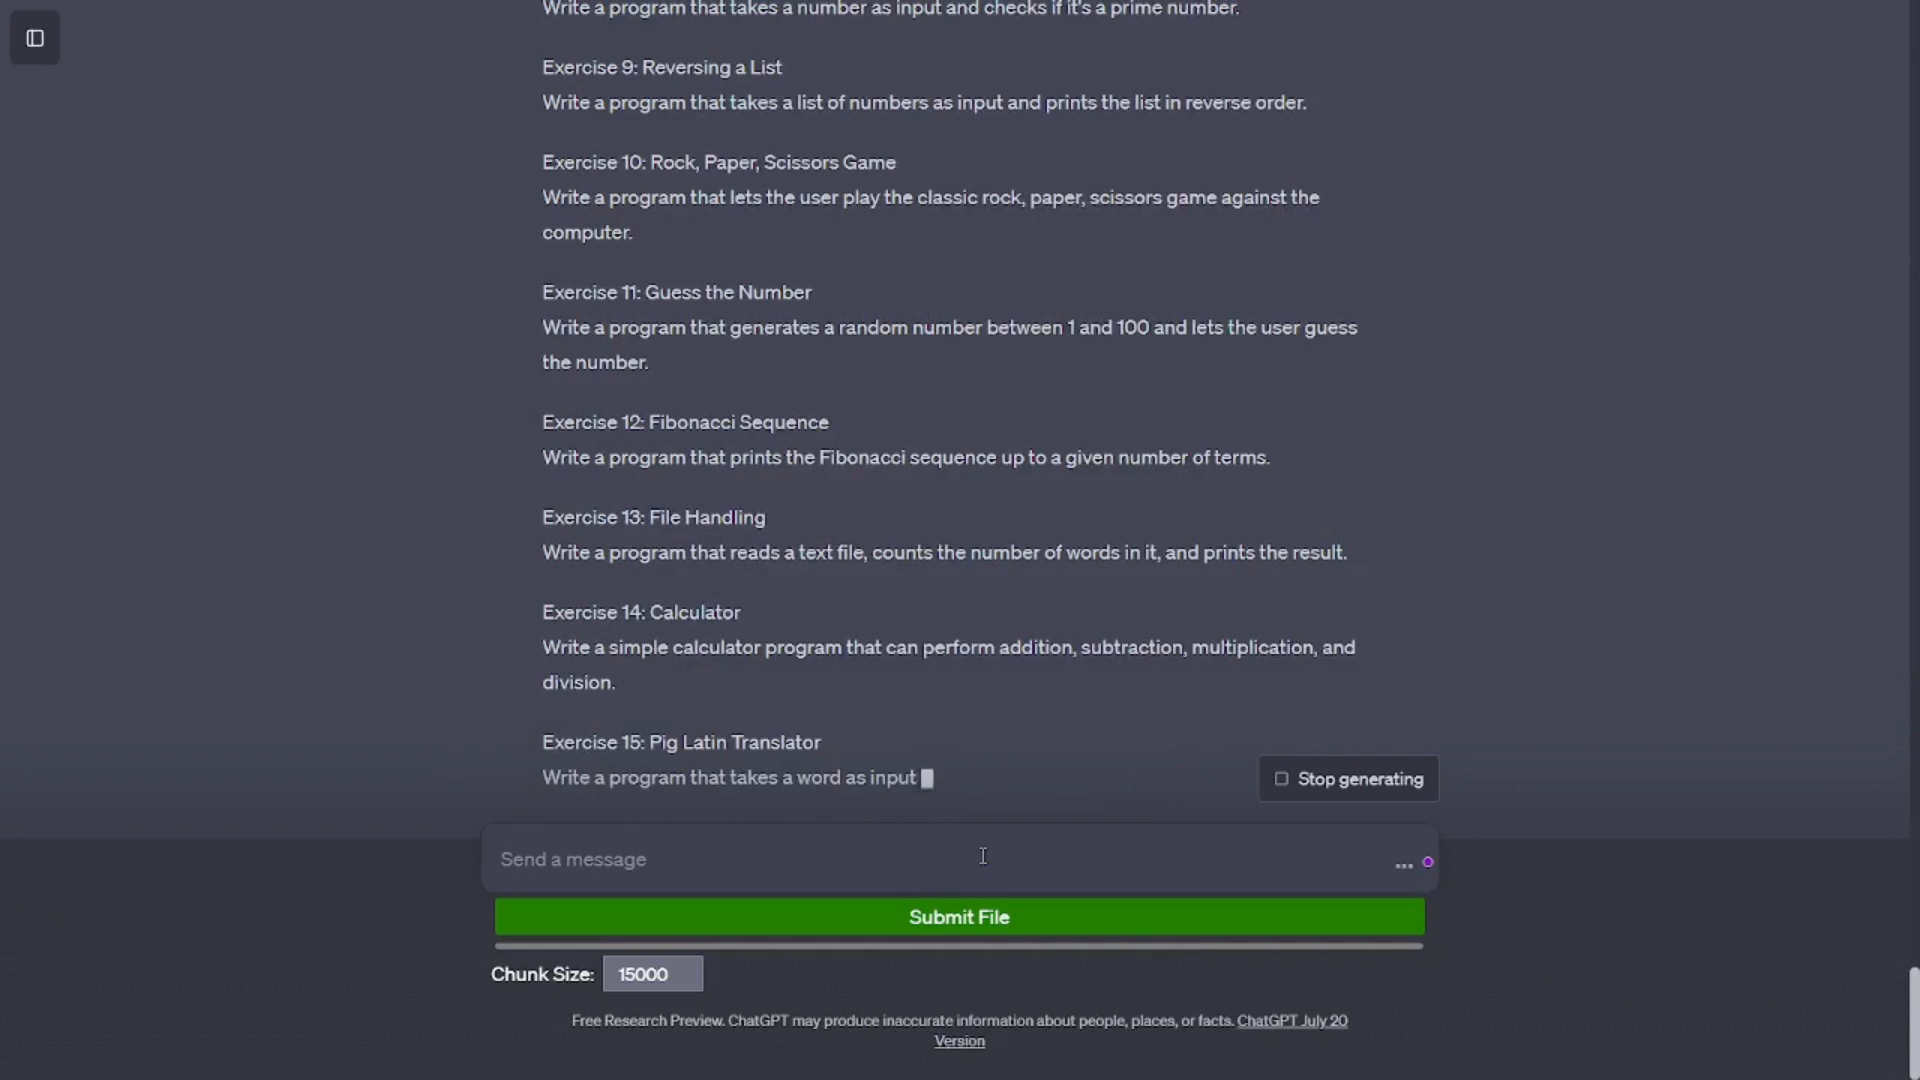 Write a program that takes a number as input and checks if it's a prime number.
Exercise 9: Reversing a List
Write a program that takes a list of numbers as input and prints the list in reverse order.
Exercise 10: Rock, Paper, Scissors Game
Write a program that lets the user play the classic rock, paper, scissors game against the
computer.
Exercise 11: Guess the Number
Write a program that generates a random number between 1 and 100 and lets the user guess
the number.
Exercise 12: Fibonacci Sequence
Write a program that prints the Fibonacci sequence up to a given number of terms.
Exercise 13: File Handling
Write a program that reads a text file, counts the number of words in it, and prints the result.
Exercise 14: Calculator
Write a simple calculator program that can perform addition, subtraction, multiplication, and
division.
Exercise 15: Pig Latin Translator
Write a program that takes a word as input
Stop generating
Send a message
Submit File
Chunk Size: 15000
Free Research Preview. ChatGPT may produce inaccurate information about people, places, or facts. ChatGPT July 20
Version